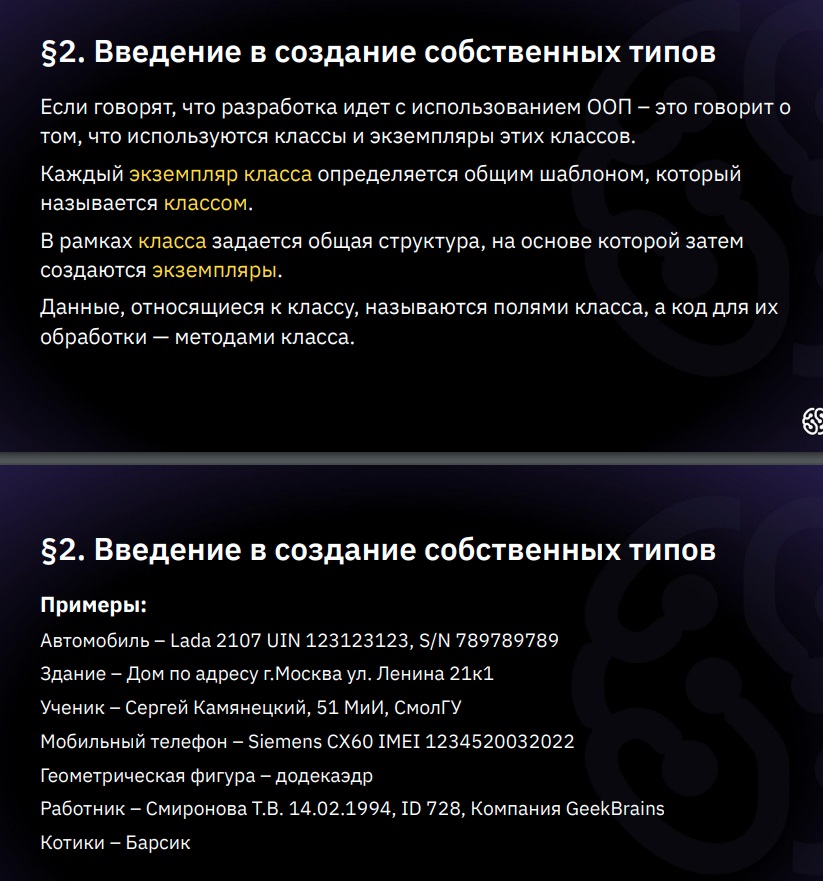 §2. Введение в создание собственных типов
Если говорят, что разработка идет с использованием ООП – это говорит о
том, что используются классы и экземпляры этих классов.
Каждый экземпляр класса определяется общим шаблоном, который
называется классом.
В рамках класса задается общая структура, на основе которой затем
создаются экземпляры.
Данные, относящиеся к классу, называются полями класса, а код для их
обработки — методами класса.
§2. Введение в создание собственных типов
Примеры:
Автомобиль – Lada 2107 UIN 123123123, S/N 789789789
Здание – Дом по адресу г.Москва ул. Ленина 21к1
Ученик – Сергей Камянецкий, 51 МиИ, СмолГУ
Мобильный телефон – Siemens CX60 IMEI 1234520032022
Геометрическая фигура – додекаэдр
Работник – Смиронова Т.В. 14.02.1994, ID 728, Компания GeekBrains
Котики – Барсик